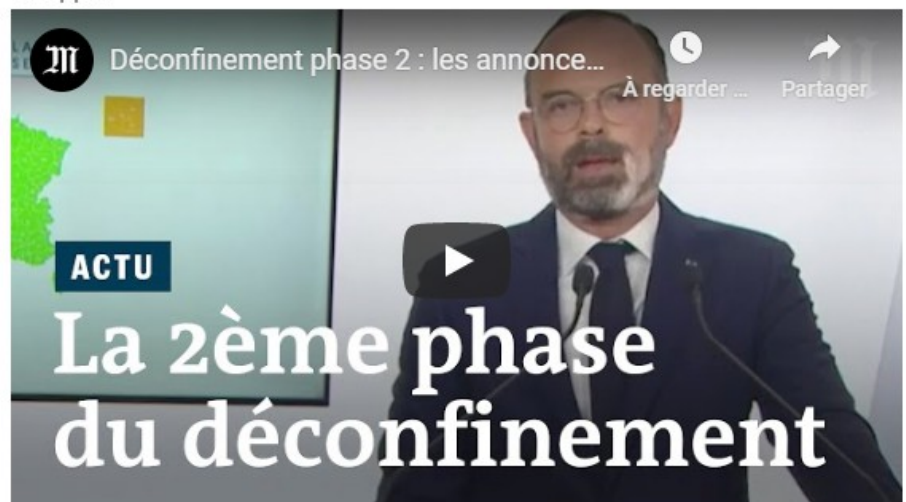 Déconfinement phase 2 : les annonce...
À regarder ...
Partager
ACTU
La 2ème phase
du déconfinement